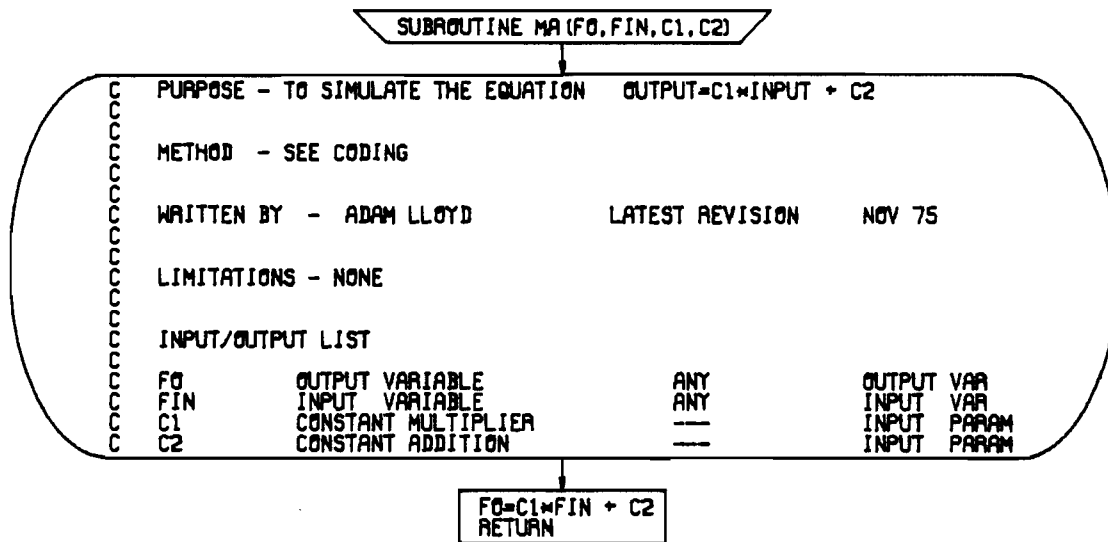 SUBROUTINE MA (FO, FIN, C1, C2)
C PURPOSE - TO SIMULATE THE EQUATION OUTPUT=C1*INPUT + C2
C
C
C METHOD - SEE CODING
C
C
C WRITTEN BY - ADAM LLOYD LATEST REVISION NOV 75
C
C
C LIMITATIONS - NONE
C
C
C INPUT/OUTPUT LIST
C
C FO OUTPUT VARIABLE ANY OUTPUT VAR
C FIN INPUT VARIABLE ANY INPUT VAR
C C1 CONSTANT MULTIPLIER --- INPUT PARAM
C C2 CONSTANT ADDITION --- INPUT PARAM
FO=C1*FIN + C2
RETURN